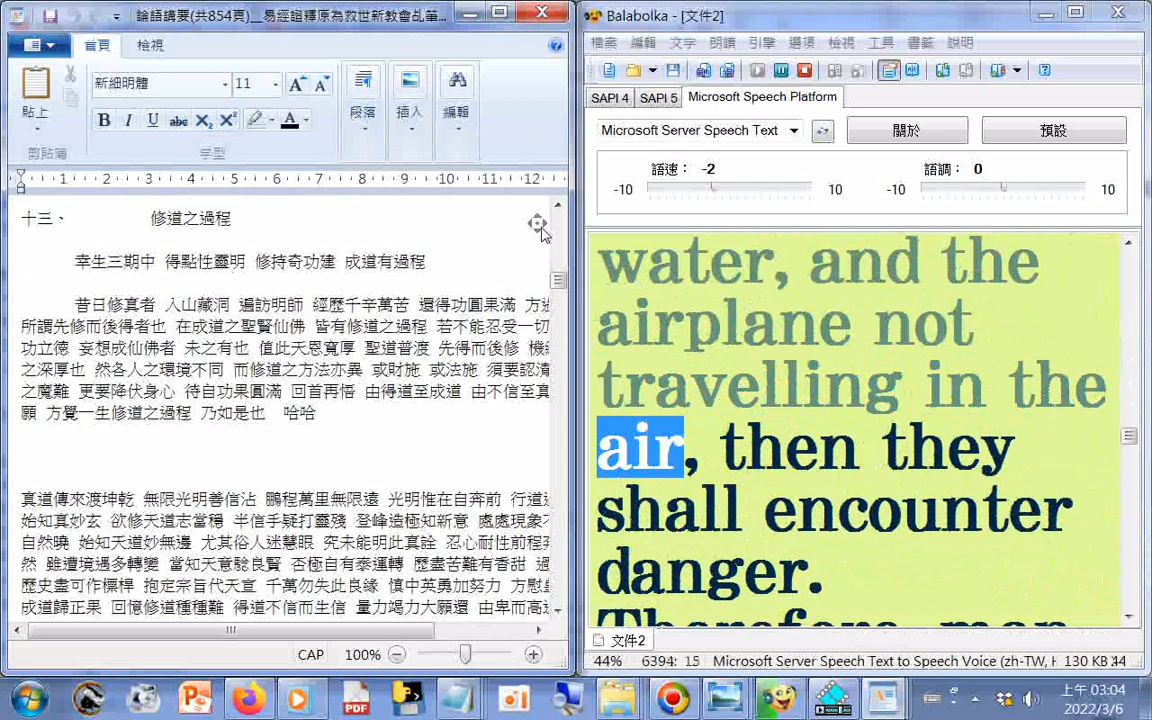 論語講要(共854頁)__易經證釋原為救世新教會乩筆...
首頁 檢視
新細明體 11
貼上
剪貼簿
字型
段落
插入
編輯
1 2 3 4 5 6 7 8 9 10 11 12
十三、 修道之過程
幸生三期中 得點性靈明 修持奇功建 成道有過程
昔日修真者 入山藏洞 遍訪明師 經歷千辛萬苦 還得功圓果滿
所謂先修而後得者也 在成道之聖賢仙佛 皆有修道之過程 若不能忍受一切
功立德 妄想成仙佛者 未之有也 值此天恩寬厚 聖道普渡 先得而後修
之深厚也 然各人之環境不同 而修道之方法亦異 或財施 或法施 須要認清
之魔難 更要降伏身心 待自功果圓滿 回首再悟 由得道至成道 由不信至真
願 方覺一生修道之過程 乃如是也 哈哈
真道傳來渡坤乾 無限光明善信沾 鵬程萬里無限遠 光明惟在自奔前 行道
始知真妙玄 欲修天道志當穩 半信半疑打靈殘 登峰造極知新意 處處現象
自然曉 始知天道妙無邊 尤其俗人迷慧眼 究未能明此真詮 忍心耐性前程
然 雖遭境遇多轉變 當知天意騐良賢 否極自有泰運轉 歷盡苦難有香甜
歷史盡可作標桿 抱定宗旨代天宣 千萬勿失此良緣 慎中英勇加努力 方慰
成道歸正果 回憶修道種種難 得道不信而生信 量力竭力大願還 由卑而高
CAP 100%
Balabolka - [文件2]
檔案 編輯 文字 朗讀 引擎 選項 檢視 工具 書籤 說明
SAPI 4 SAPI 5 Microsoft Speech Platform
Microsoft Server Speech Text 關於 預設
語速： -2 語調： 0
-10 10 -10 10
water, and the
airplane not
travelling in the
air, then they
shall encounter
danger.
Therefore, man
文件2
44% 6394: 15 Microsoft Server Speech Text to Speech Voice (zh-TW, H 130 KB
上午 03:04
2022/3/6